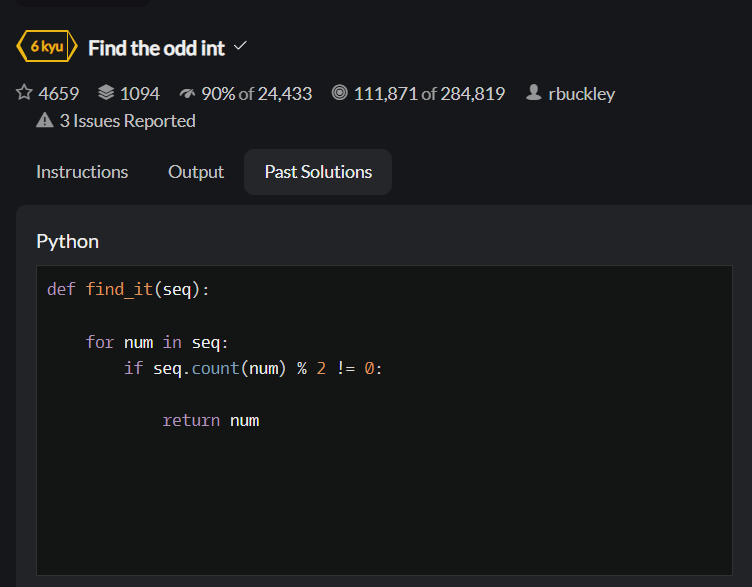 6 kyu Find the odd int
4659 1094 90% of 24,433 111,871 of 284,819 rbuckley
3 Issues Reported
Instructions Output Past Solutions
Python
def find_it(seq):
for num in seq:
if seq.count(num) % 2 != 0:
return num